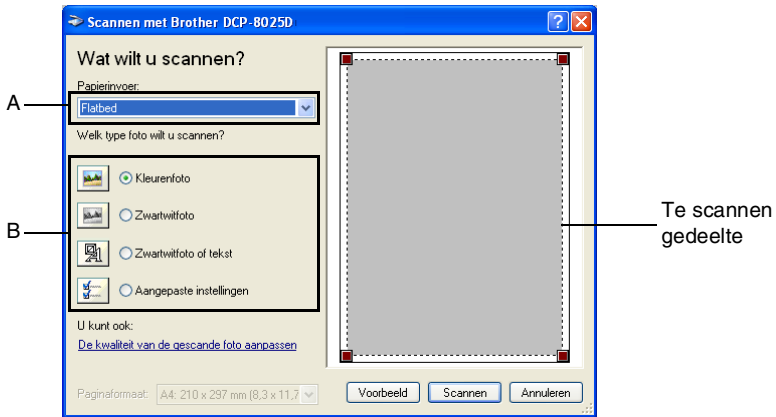 Scannen met Brother DCP-8025D
Wat wilt u scannen?
Papierinvoer:
A
Flatbed
Welk type foto wilt u scannen?
Kleurenfoto
Zwartwitfoto
B
Zwartwitfoto of tekst
Aangepaste instellingen
U kunt ook:
De kwaliteit van de gescande foto aanpassen
Paginaformaat: A4: 210 x 297 mm (8,3 x 11,7
Voorbeeld
Scannen
Annuleren
Te scannen
gedeelte